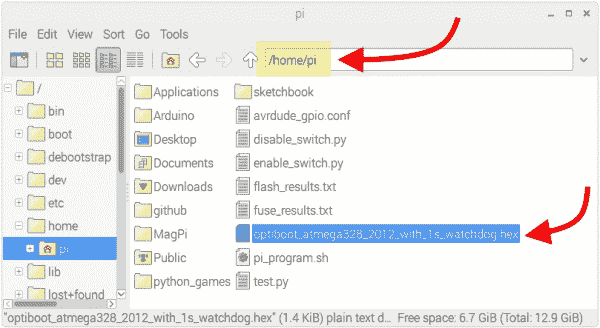 pi
File Edit View Sort Go Tools
/home/pi
/
bin
boot
debootstrap
dev
etc
home
pi
lib
lost+found
Applications
Arduino
Desktop
Documents
Downloads
github
MagPi
Public
python_games
sketchbook
avrdude_gpio.conf
disable_switch.py
enable_switch.py
flash_results.txt
fuse_results.txt
optiboot_atmega328_2012_with_1s_watchdog.hex
pi_program.sh
test.py
"optiboot_atmega328_2012_with_1s_watchdog.hex" (1.4 KiB) plain text d... Free space: 6.7 GiB (Total: 12.9 GiB)